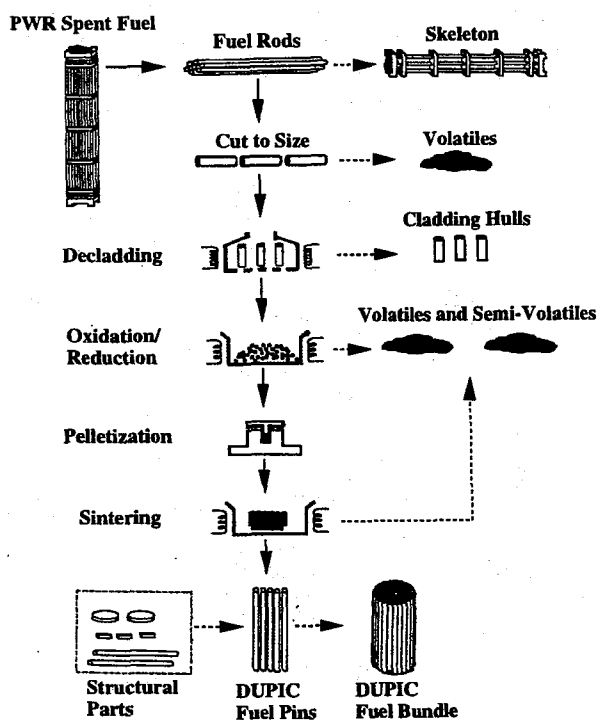 PWR Spent Fuel
Fuel Rods
Skeleton
Cut to Size
Volatiles
Decladding
Cladding Hulls
Oxidation/
Reduction
Volatiles and Semi-Volatiles
Pelletization
Sintering
Structural
Parts
DUPIC
Fuel Pins
DUPIC
Fuel Bundle